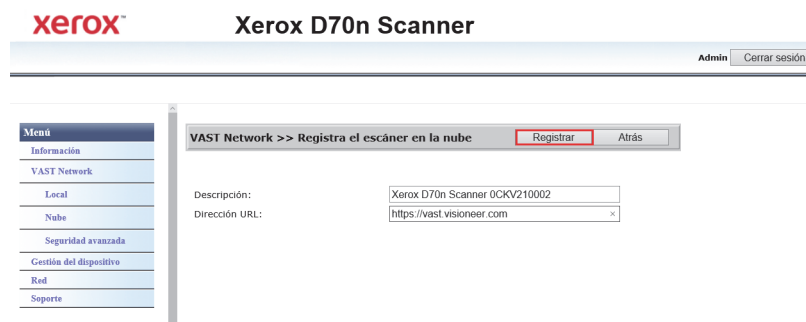 xerox™ Xerox D70n Scanner
Admin Cerrar sesión
Menú
VAST Network >> Registra el escáner en la nube Registrar Atrás
Información
VAST Network
Local
Descripción: Xerox D70n Scanner 0CKV210002
Nube
Dirección URL: https://vast.visioneer.com ×
Seguridad avanzada
Gestión del dispositivo
Red
Soporte